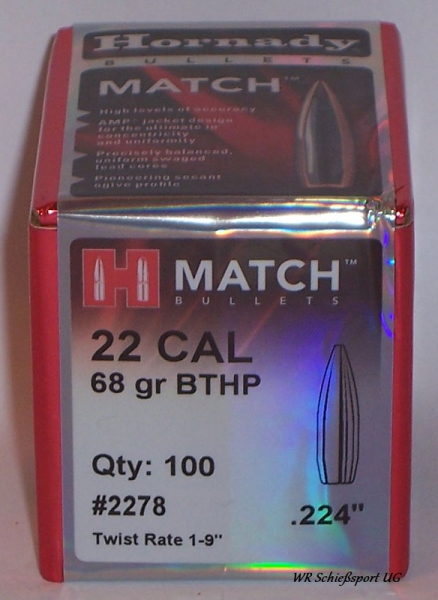 Hornady
BULLETS
MATCH™
High levels of accuracy
AMP™ jacket design
for the ultimate in
concentricity
and uniformity
Precisely balanced,
uniform swaged
lead cores
Pioneering secant
ogive profile
H MATCH™
BULLETS
22 CAL
68 gr BTHP
Qty: 100
#2278
.224"
Twist Rate 1-9"
WR Schießsport UG